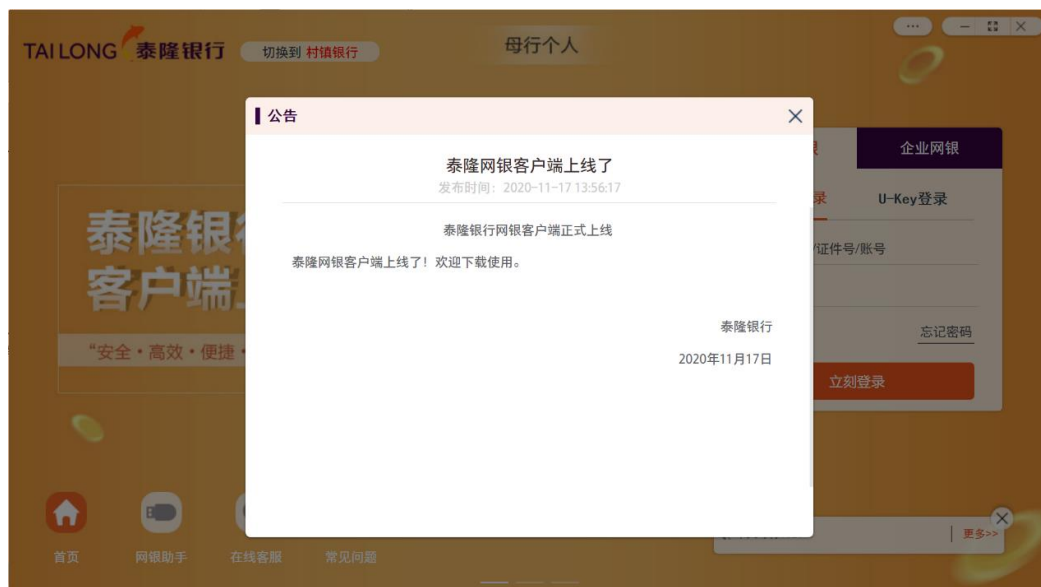 TAILONG 泰隆银行
切换到 村镇银行
母行个人
公告
泰隆网银客户端上线了
发布时间：2020-11-17 13:56:17
泰隆银行网银客户端正式上线
泰隆网银客户端上线了！欢迎下载使用。
泰隆银行
2020年11月17日
企业网银
录
U-Key登录
/证件号/账号
忘记密码
立刻登录
泰隆银行
客户端
“安全·高效·便捷·
首页
网银助手
在线客服
常见问题
更多>>